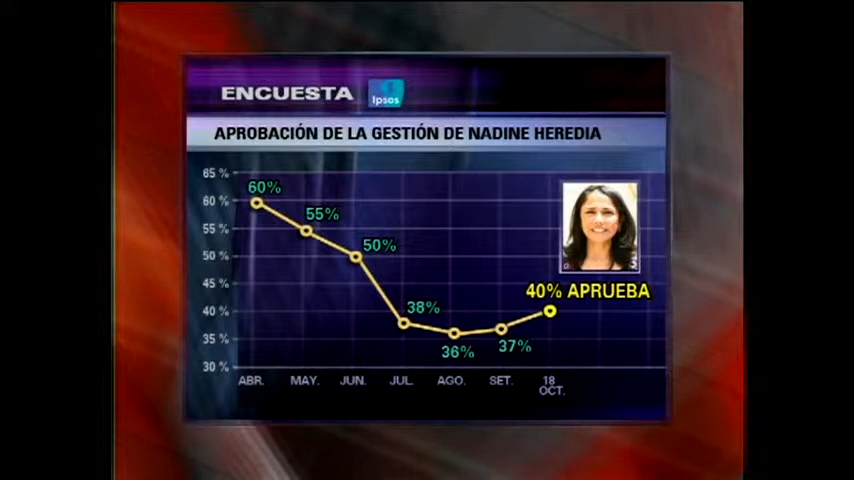 ENCUESTA
Ipsos
APROBACIÓN DE LA GESTIÓN DE NADINE HEREDIA
65 %
60 %
55 %
50 %
45 %
40 %
35 %
30 %
60%
55%
50%
38%
36%
37%
40% APRUEBA
ABR. MAY. JUN. JUL. AGO. SET. 18 OCT.